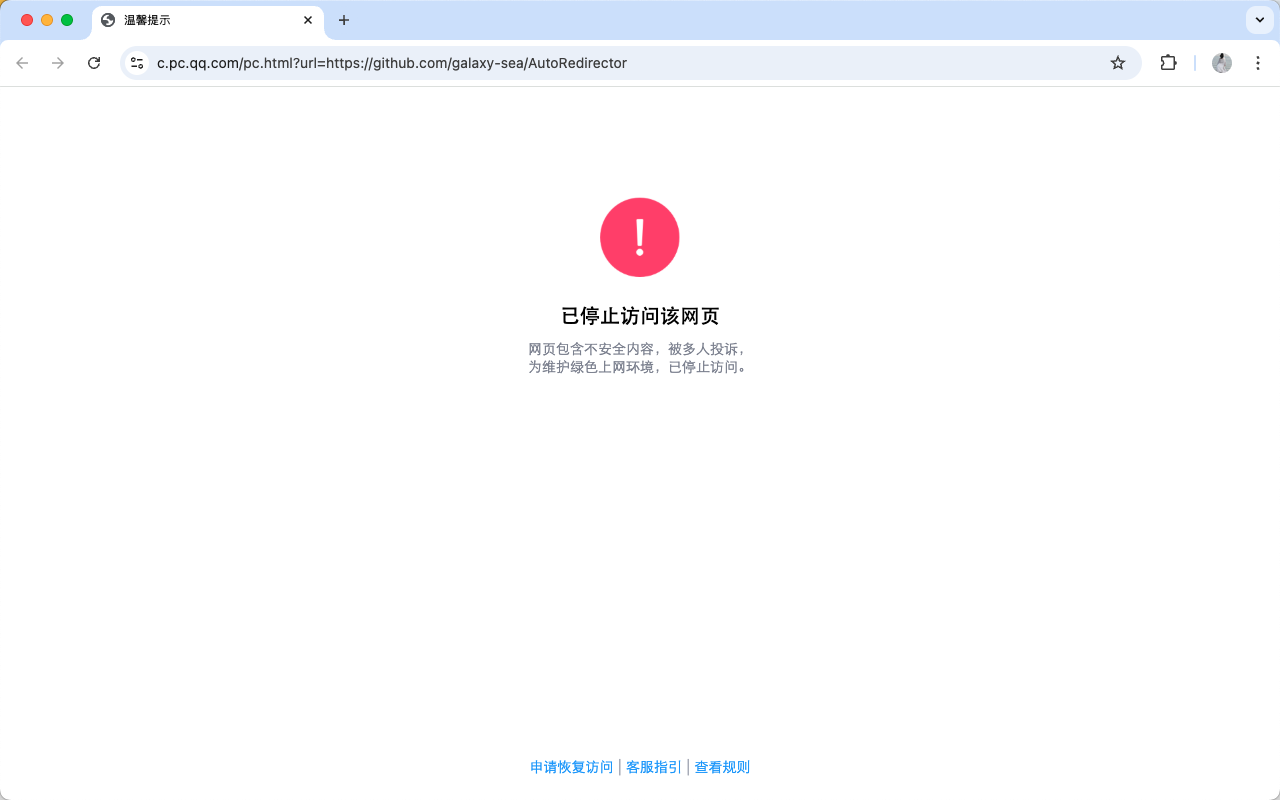 温馨提示
c.pc.qq.com/pc.html?url=https://github.com/galaxy-sea/AutoRedirector
已停止访问该网页
网页包含不安全内容，被多人投诉，
为维护绿色上网环境，已停止访问。
申请恢复访问 | 客服指引 | 查看规则